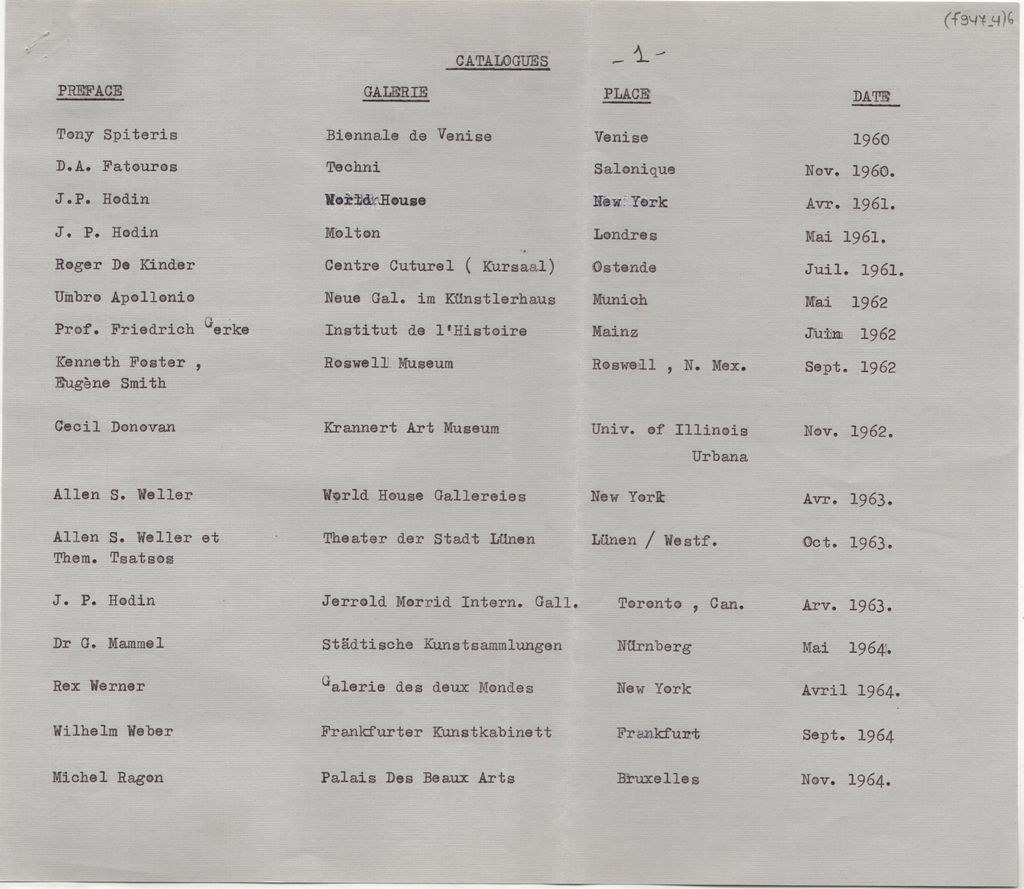 (f947_4)6
CATALOGUES - 1 -
PREFACE GALERIE PLACE DATE
Tony Spiteris Biennale de Venise Venise 1960
D.A. Fatouros Techni Salonique Nov. 1960.
J.P. Hodin World House New York Avr. 1961.
J. P. Hodin Molton Londres Mai 1961.
Roger De Kinder Centre Cuturel ( Kursaal) Ostende Juil. 1961.
Umbro Apollonio Neue Gal. im Künstlerhaus Munich Mai 1962
Prof. Friedrich Gerke Institut de l'Histoire Mainz Juin 1962
Kenneth Foster , Roswell Museum Roswell , N. Mex. Sept. 1962
Eugène Smith
Cecil Donovan Krannert Art Museum Univ. of Illinois Nov. 1962.
Urbana
Allen S. Weller World House Gallereies New York Avr. 1963.
Allen S. Weller et Theater der Stadt Lünen Lünen / Westf. Oct. 1963.
Them. Tsatsos
J. P. Hodin Jerrold Morrid Intern. Gall. Toronto , Can. Arv. 1963.
Dr G. Mammel Städtische Kunstsammlungen Nürnberg Mai 1964.
Rex Werner Galerie des deux Mondes New York Avril 1964.
Wilhelm Weber Frankfurter Kunstkabinett Frankfurt Sept. 1964
Michel Ragon Palais Des Beaux Arts Bruxelles Nov. 1964.